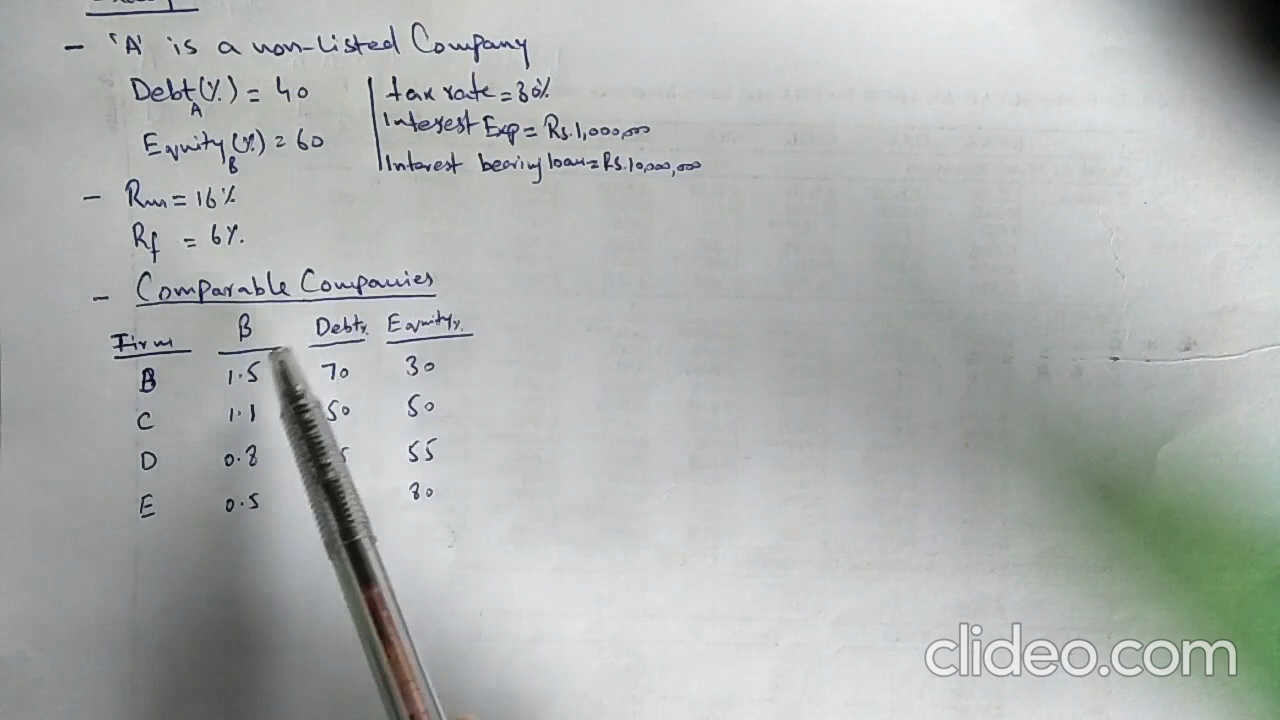 - 'A' is a non-listed Company
Debt(%) = 40
A
Equity(%) = 60
B
tax rate = 30%
Interest Exp = Rs.1,000,000
Interest bearing loan = Rs.10,000,000
- Rm = 16%
Rf = 6%.
- Comparable Companies
Firm β Debt% Equity%
B 1.5 70 30
C 1.1 50 50
D 0.8 5 55
E 0.5 80
clideo.com